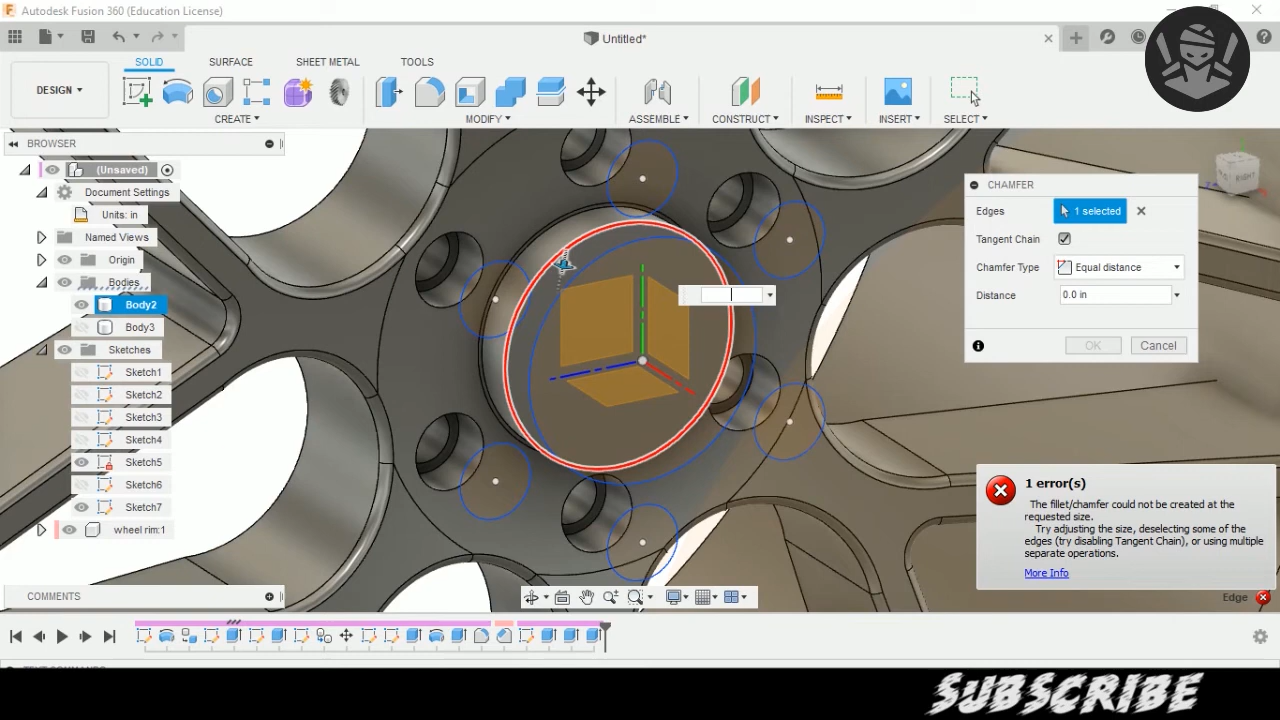 Autodesk Fusion 360 (Education License)
Untitled*
DESIGN
SOLID SURFACE SHEET METAL TOOLS
CREATE MODIFY ASSEMBLE CONSTRUCT INSPECT INSERT SELECT
BROWSER
(Unsaved)
Document Settings
Units: in
Named Views
Origin
Bodies
Body2
Body3
Sketches
Sketch1
Sketch2
Sketch3
Sketch4
Sketch5
Sketch6
Sketch7
wheel rim:1
RIGHT
CHAMFER
Edges 1 selected
Tangent Chain
Chamfer Type Equal distance
Distance 0.0 in
OK Cancel
1 error(s)
The fillet/chamfer could not be created at the
requested size.
Try adjusting the size, deselecting some of the
edges (try disabling Tangent Chain), or using multiple
separate operations.
More Info
Edge
COMMENTS
TEXT COMMANDS
SUBSCRIBE